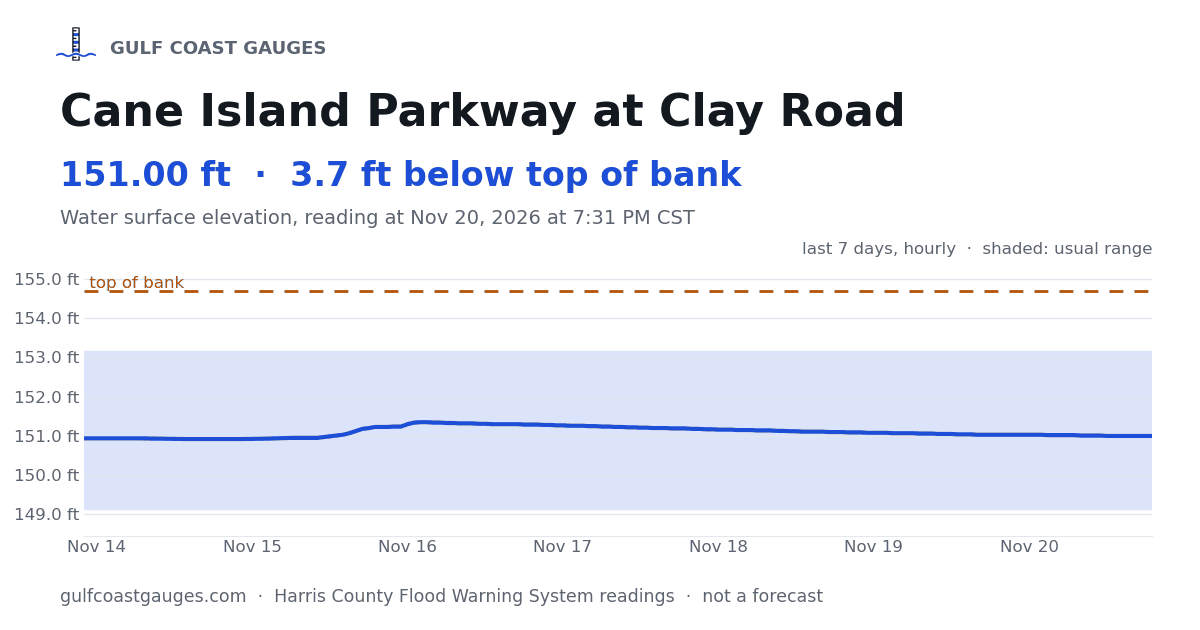 GULF COAST GAUGES
Cane Island Parkway at Clay Road
151.00 ft · 3.7 ft below top of bank
Water surface elevation, reading at Nov 20, 2026 at 7:31 PM CST
last 7 days, hourly · shaded: usual range
155.0 ft
top of bank
154.0 ft
153.0 ft
152.0 ft
151.0 ft
150.0 ft
149.0 ft
Nov 14 Nov 15 Nov 16 Nov 17 Nov 18 Nov 19 Nov 20
gulfcoastgauges.com · Harris County Flood Warning System readings · not a forecast